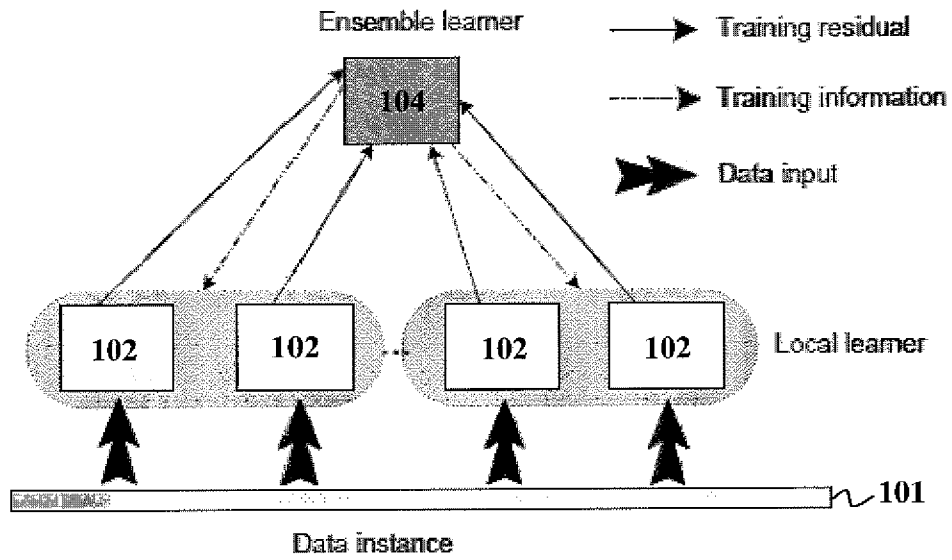 Ensemble learner
Training residual
104
Training information
Data input
102
102
102
102
Local learner
101
Data instance